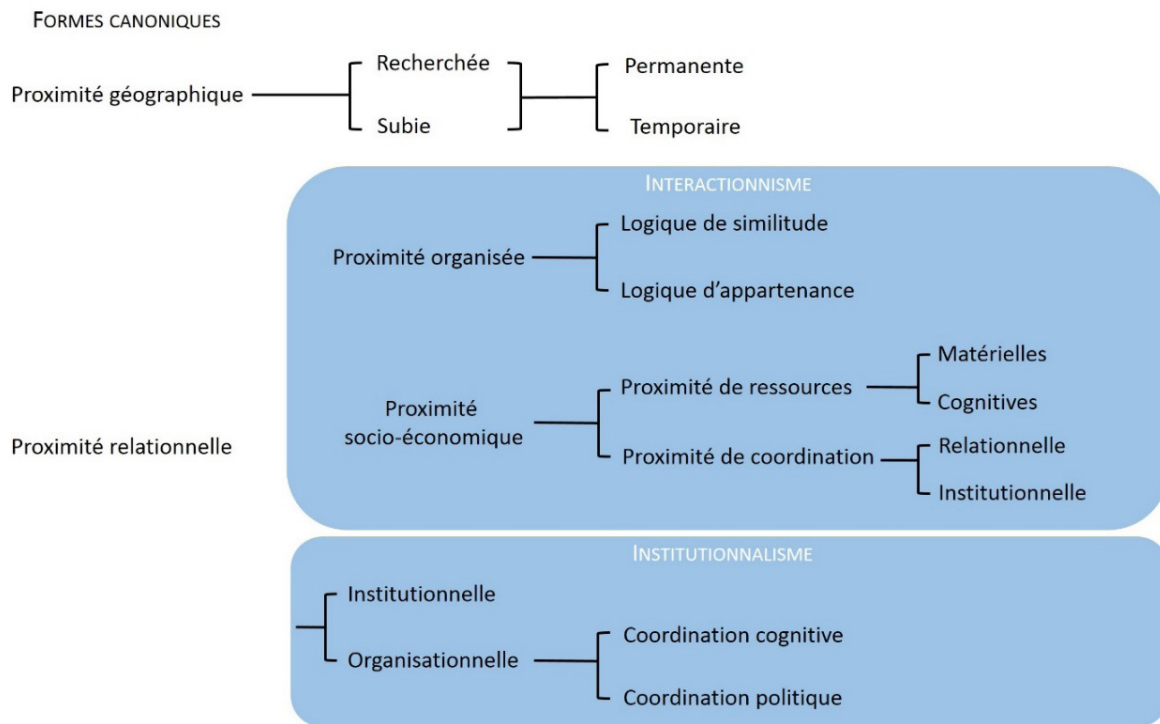 FORMES CANONIQUES
Proximité géographique
Recherchée
Subie
Permanente
Temporaire
INTERACTIONNISME
Proximité organisée
Logique de similitude
Logique d’appartenance
Proximité relationnelle
Proximité
socio-économique
Proximité de ressources
Matérielles
Cognitives
Proximité de coordination
Relationnelle
Institutionnelle
INSTITUTIONNALISME
Institutionnelle
Organisationnelle
Coordination cognitive
Coordination politique